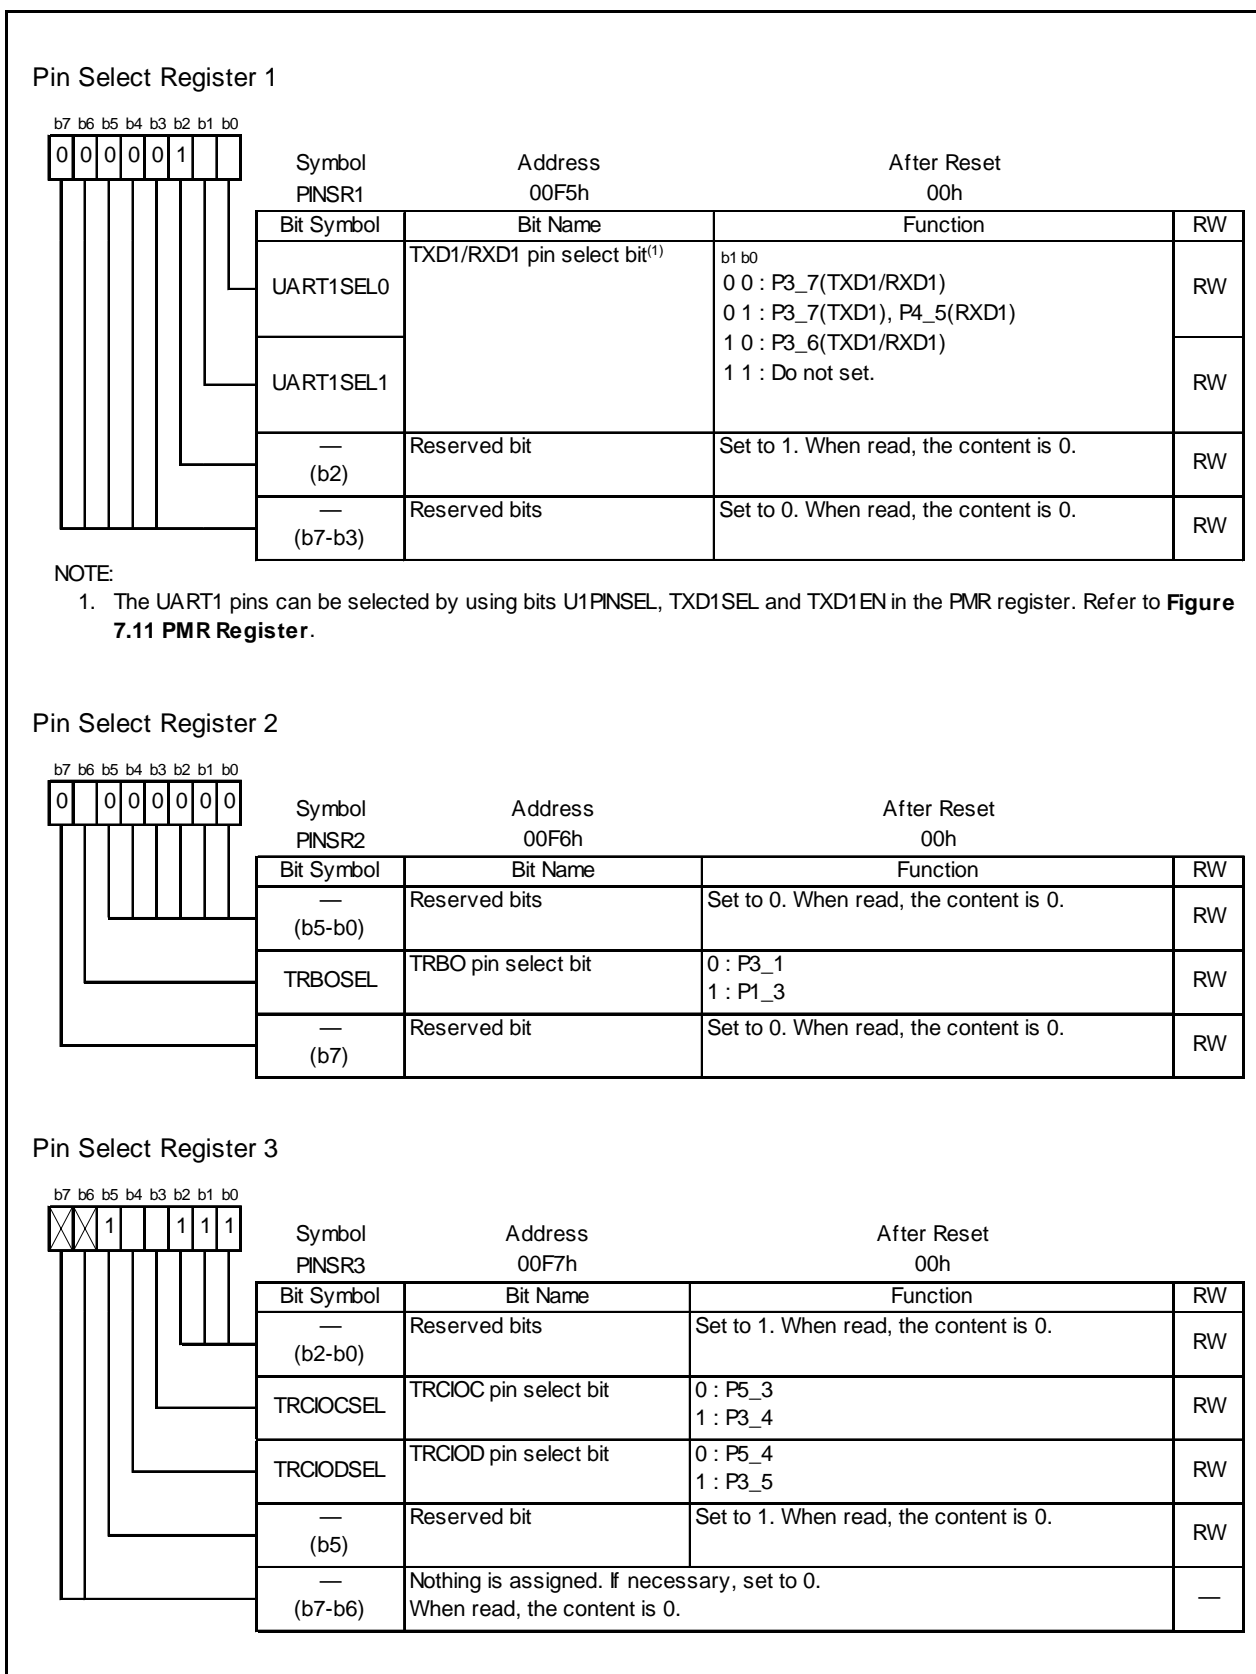 Pin Select Register 1
b7 b6 b5 b4 b3 b2 b1 b0
0 0 0 0 0 1
Symbol Address After Reset
PINSR1 00F5h 00h
Bit Symbol Bit Name Function RW
UART1SEL0 TXD1/RXD1 pin select bit(1) b1 b0 RW
0 0 : P3_7(TXD1/RXD1)
0 1 : P3_7(TXD1), P4_5(RXD1)
1 0 : P3_6(TXD1/RXD1)
UART1SEL1 1 1 : Do not set. RW
— Reserved bit Set to 1. When read, the content is 0. RW
(b2)
— Reserved bits Set to 0. When read, the content is 0. RW
(b7-b3)
NOTE:
1. The UART1 pins can be selected by using bits U1PINSEL, TXD1SEL and TXD1EN in the PMR register. Refer to Figure
7.11 PMR Register.
Pin Select Register 2
b7 b6 b5 b4 b3 b2 b1 b0
0 0 0 0 0 0 0
Symbol Address After Reset
PINSR2 00F6h 00h
Bit Symbol Bit Name Function RW
— Reserved bits Set to 0. When read, the content is 0. RW
(b5-b0)
TRBOSEL TRBO pin select bit 0 : P3_1 RW
1 : P1_3
— Reserved bit Set to 0. When read, the content is 0. RW
(b7)
Pin Select Register 3
b7 b6 b5 b4 b3 b2 b1 b0
1 1 1 1
Symbol Address After Reset
PINSR3 00F7h 00h
Bit Symbol Bit Name Function RW
— Reserved bits Set to 1. When read, the content is 0. RW
(b2-b0)
TRCIOCSEL TRCIOC pin select bit 0 : P5_3 RW
1 : P3_4
TRCIODSEL TRCIOD pin select bit 0 : P5_4 RW
1 : P3_5
— Reserved bit Set to 1. When read, the content is 0. RW
(b5)
— Nothing is assigned. If necessary, set to 0. —
(b7-b6) When read, the content is 0.